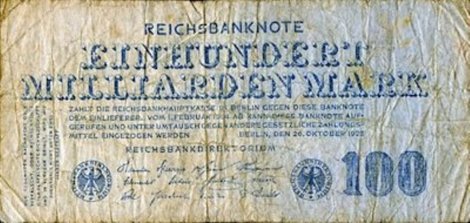 REICHSBANKNOTE
EINHUNDERT
MILLIARDEN MARK
ZAHLT DIE REICHSBANKHAUPTKASSE IN BERLIN GEGEN DIESE BANKNOTE
DEM EINLIEFERER. VOM 1. FEBRUAR 1924 AB KANN DIESE BANKNOTE AUF-
GERUFEN UND UNTER UMTAUSCH GEGEN ANDERE GESETZLICHE ZAHLUNGS-
MITTEL EINGEZOGEN WERDEN
BERLIN, DEN 26. OKTOBER 1923
REICHSBANKDIREKTORIUM
100